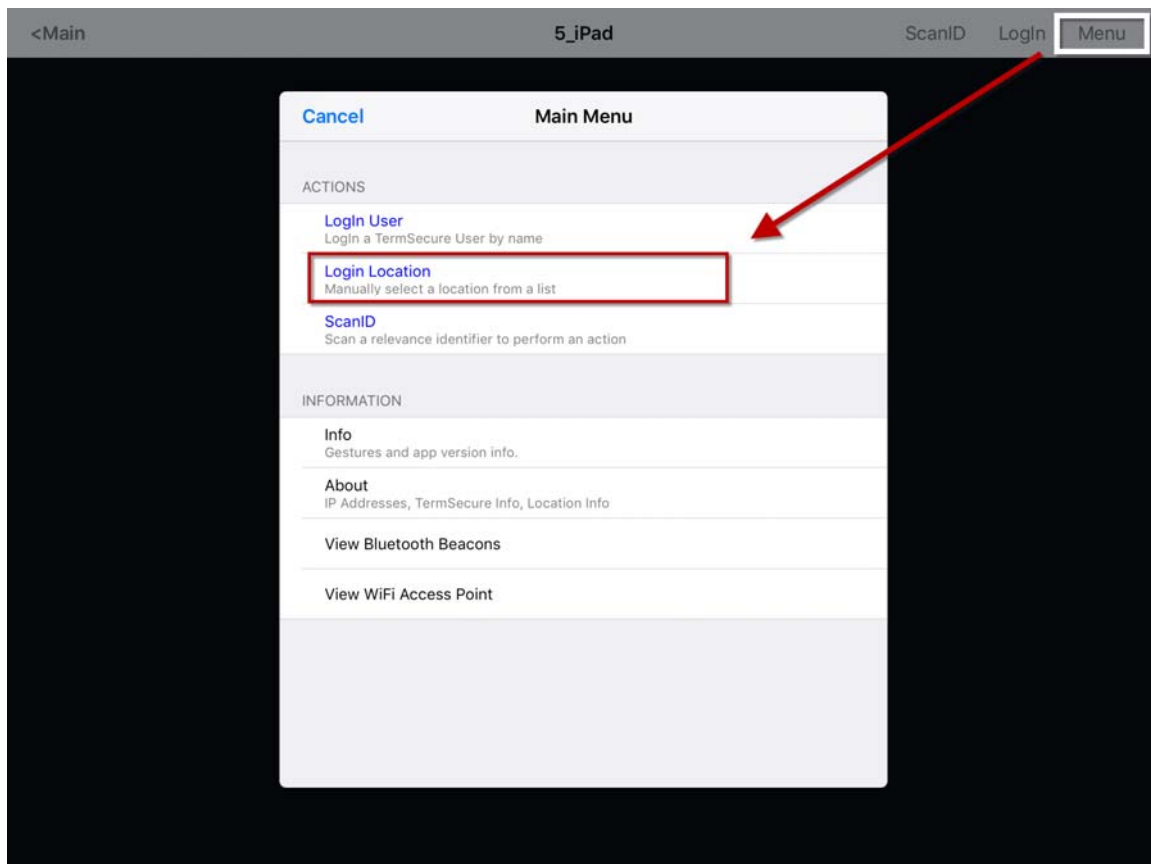 <Main 5_iPad ScanID LogIn Menu
Cancel Main Menu
ACTIONS
LogIn User
LogIn a TermSecure User by name
Login Location
Manually select a location from a list
ScanID
Scan a relevance identifier to perform an action
INFORMATION
Info
Gestures and app version info.
About
IP Addresses, TermSecure Info, Location Info
View Bluetooth Beacons
View WiFi Access Point